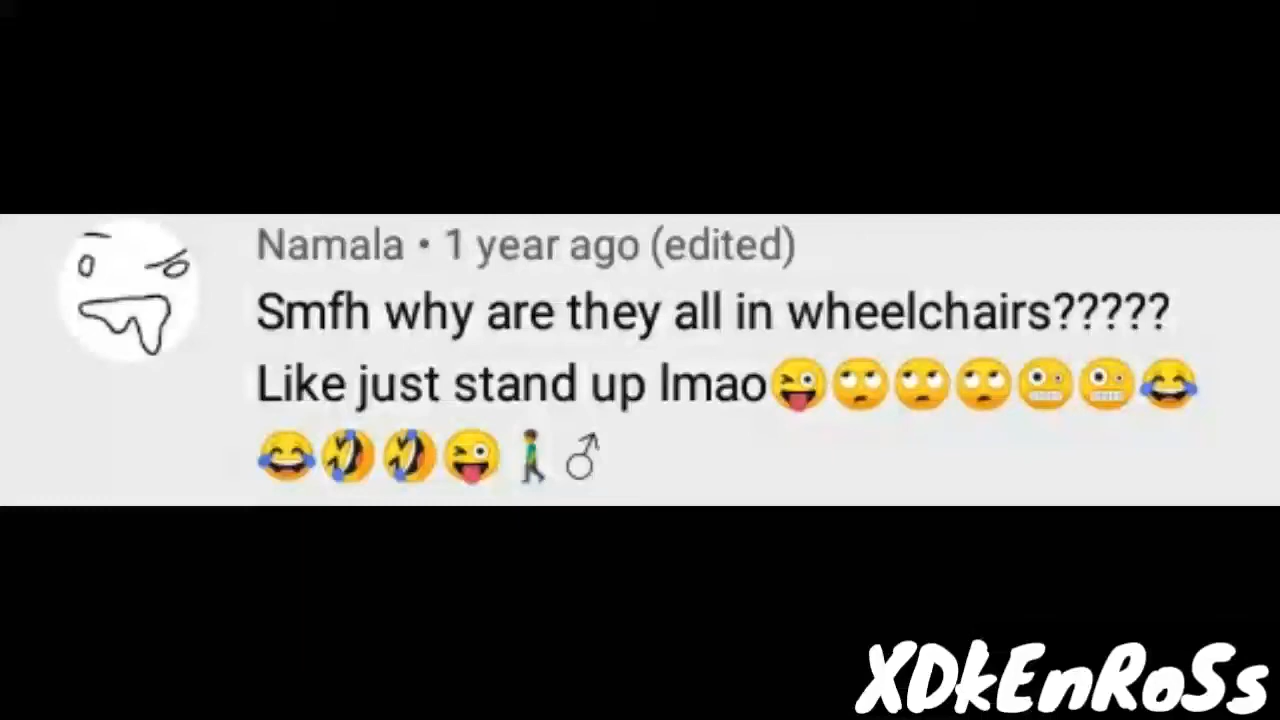 Namala • 1 year ago (edited)
Smfh why are they all in wheelchairs?????
Like just stand up lmao😜🙄🙄🙄😬😬😂
😂🤣🤣😜🚶♂
XDkEnRoSs